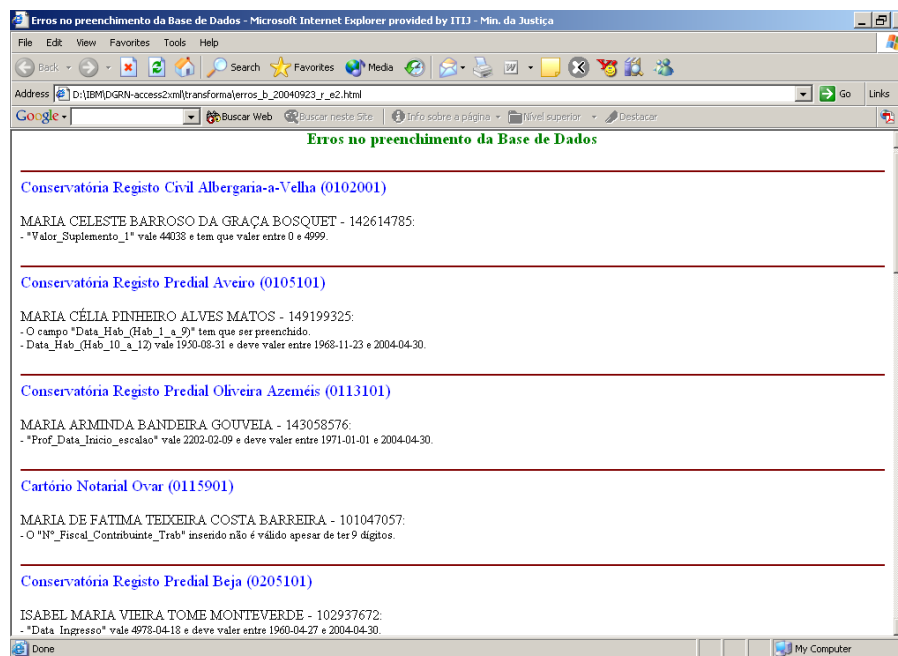 Erros no preenchimento da Base de Dados - Microsoft Internet Explorer provided by ITIJ - Min. da Justiça
File Edit View Favorites Tools Help
Back Search Favorites Media
Address D:\IBM\DGRN-access2xml\transforma\erros_b_20040923_r_e2.html Go Links
Google Buscar Web Buscar neste Site Info sobre a página Nível superior Destacar
Erros no preenchimento da Base de Dados
Conservatória Registo Civil Albergaria-a-Velha (0102001)
MARIA CELESTE BARROSO DA GRAÇA BOSQUET - 142614785:
- "Valor_Suplemento_1" vale 44038 e tem que valer entre 0 e 4999.
Conservatória Registo Predial Aveiro (0105101)
MARIA CÉLIA PINHEIRO ALVES MATOS - 149199325:
- O campo "Data_Hab_(Hab_1_a_9)" tem que ser preenchido.
- Data_Hab_(Hab_10_a_12) vale 1950-08-31 e deve valer entre 1968-11-23 e 2004-04-30.
Conservatória Registo Predial Oliveira Azeméis (0113101)
MARIA ARMINDA BANDEIRA GOUVEIA - 143058576:
- "Prof_Data_Inicio_escalao" vale 2202-02-09 e deve valer entre 1971-01-01 e 2004-04-30.
Cartório Notarial Ovar (0115901)
MARIA DE FATIMA TEIXEIRA COSTA BARREIRA - 101047057:
- O "Nº_Fiscal_Contribuinte_Trab" inserido não é válido apesar de ter 9 dígitos.
Conservatória Registo Predial Beja (0205101)
ISABEL MARIA VIEIRA TOME MONTEVERDE - 102937672:
- "Data_Ingresso" vale 4978-04-18 e deve valer entre 1960-04-27 e 2004-04-30.
Done My Computer